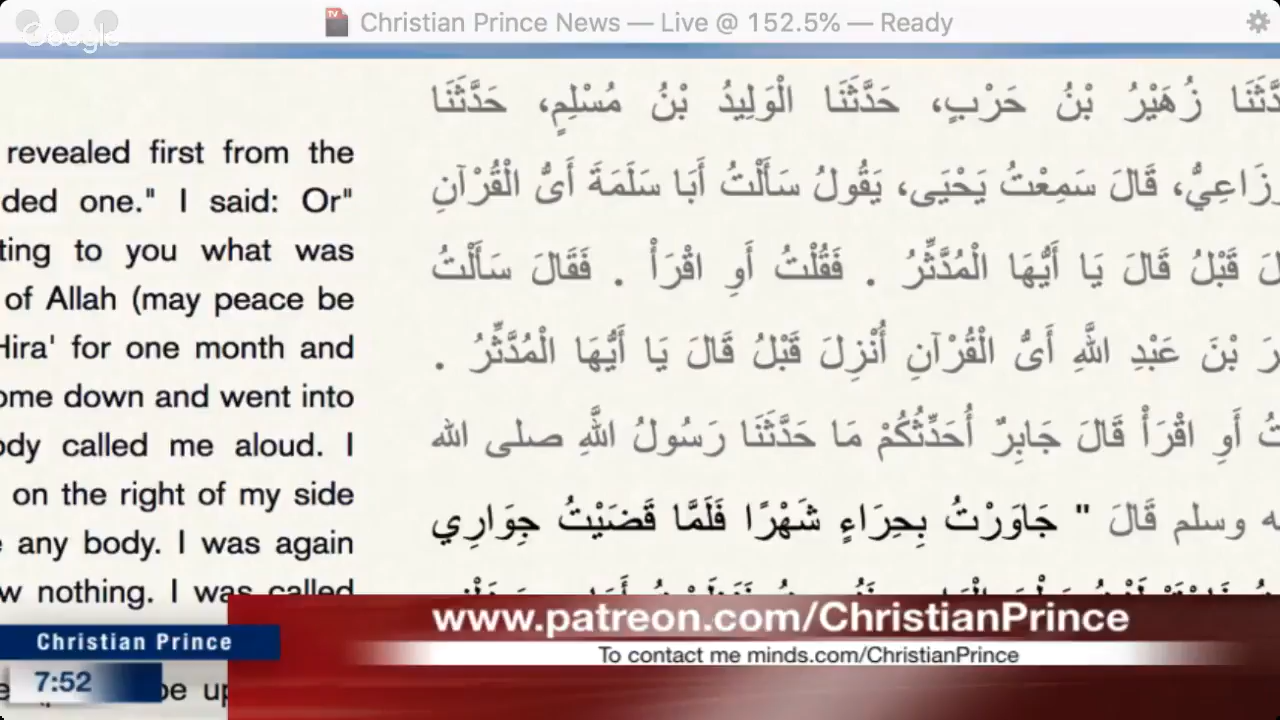 Google
Christian Prince News — Live @ 152.5% — Ready
revealed first from the
ded one." I said: Or"
ting to you what was
of Allah (may peace be
Hira' for one month and
ome down and went into
ody called me aloud. I
on the right of my side
any body. I was again
w nothing. I was called
be up
حَدَّثَنَا زُهَيْرُ بْنُ حَرْبٍ، حَدَّثَنَا الْوَلِيدُ بْنُ مُسْلِمٍ، حَدَّثَنَا
زَاعِيُّ، قَالَ سَمِعْتُ يَحْيَى، يَقُولُ سَأَلْتُ أَبَا سَلَمَةَ أَىُّ الْقُرْآنِ
لَ قَبْلُ قَالَ يَا أَيُّهَا الْمُدَّثِّرُ . فَقُلْتُ أَوِ اقْرَأْ . فَقَالَ سَأَلْتُ
رَ بْنَ عَبْدِ اللَّهِ أَىُّ الْقُرْآنِ أُنْزِلَ قَبْلُ قَالَ يَا أَيُّهَا الْمُدَّثِّرُ .
تُ أَوِ اقْرَأْ قَالَ جَابِرٌ أُحَدِّثُكُمْ مَا حَدَّثَنَا رَسُولُ اللَّهِ صلى الله
ه وسلم قَالَ " جَاوَرْتُ بِحِرَاءٍ شَهْرًا فَلَمَّا قَضَيْتُ جِوَارِي
www.patreon.com/ChristianPrince
To contact me minds.com/ChristianPrince
Christian Prince
7:52